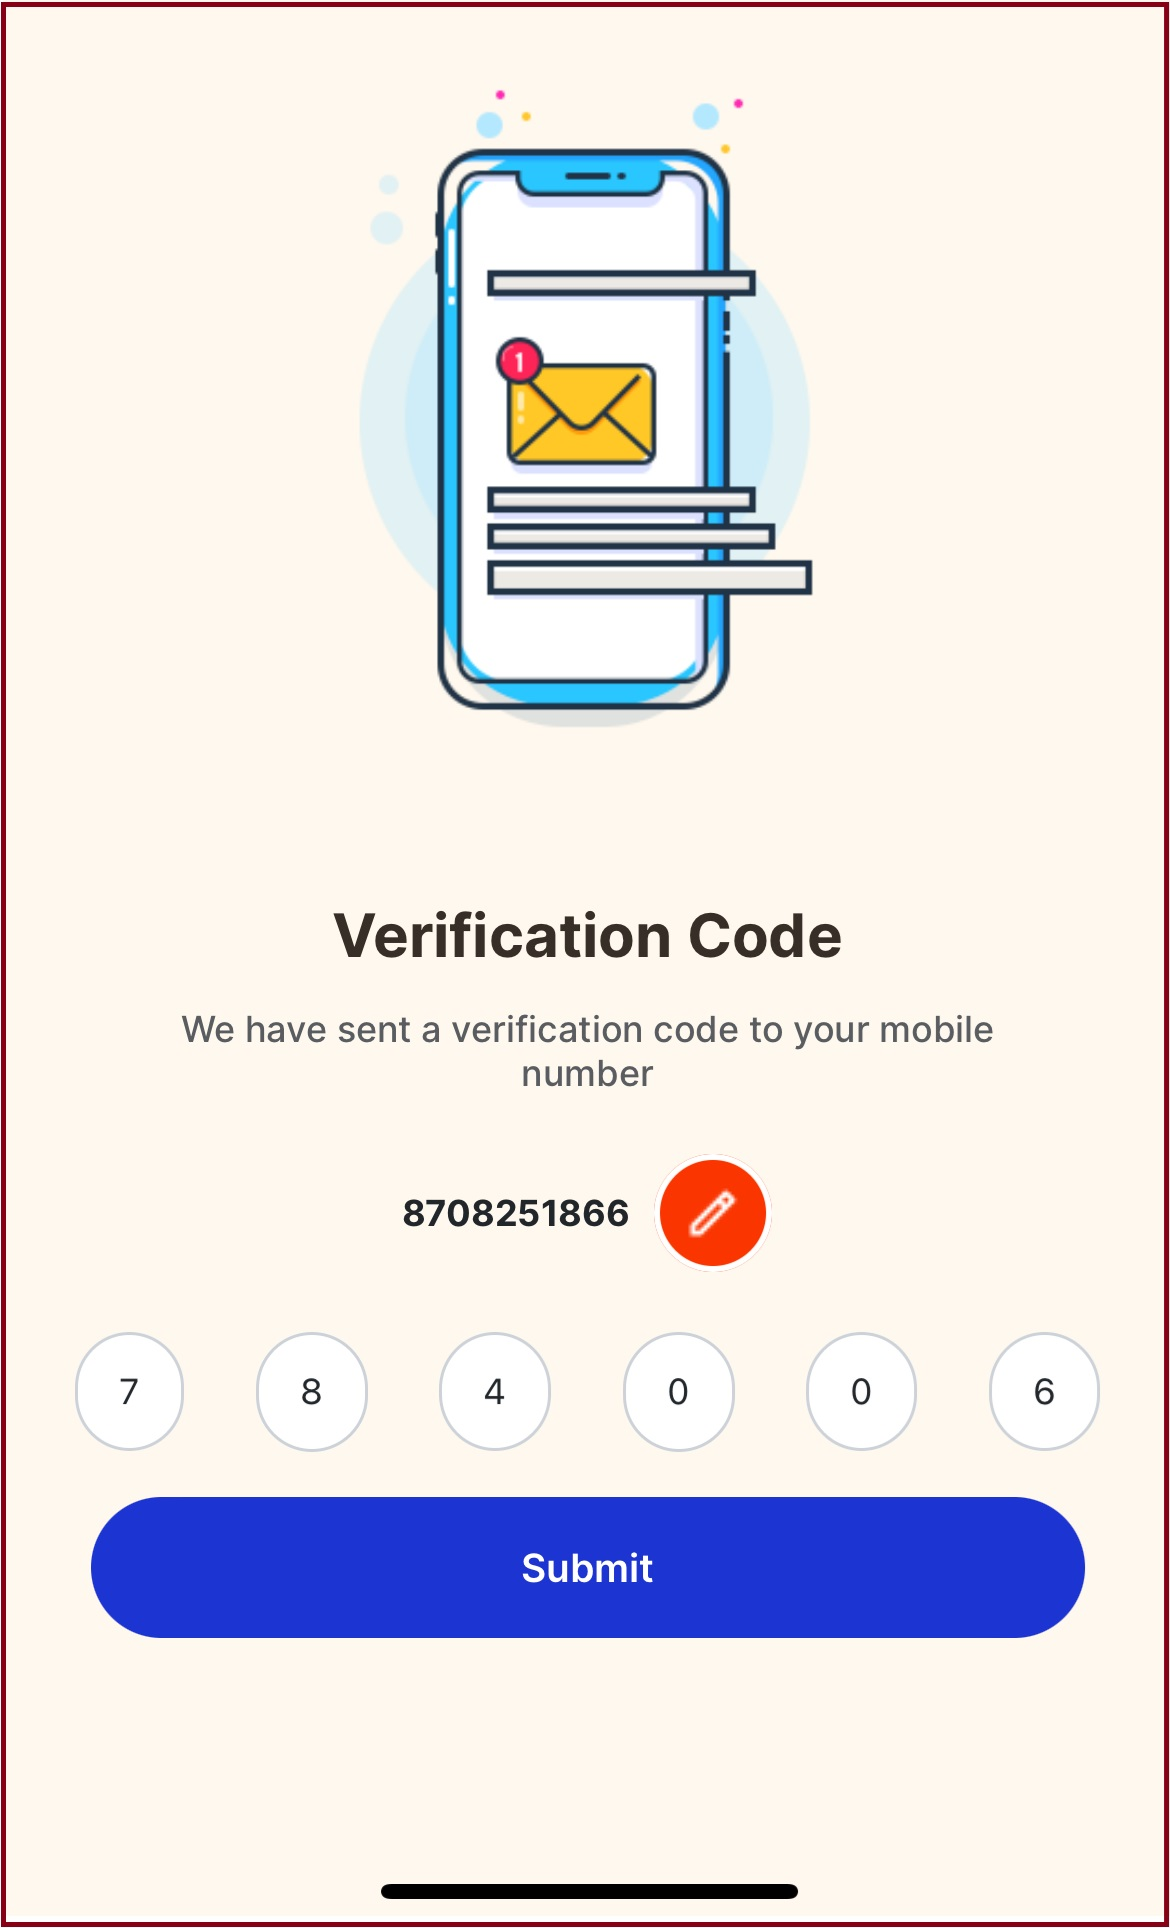 1
Verification Code
We have sent a verification code to your mobile
number
8708251866
7 8 4 0 0 6
Submit